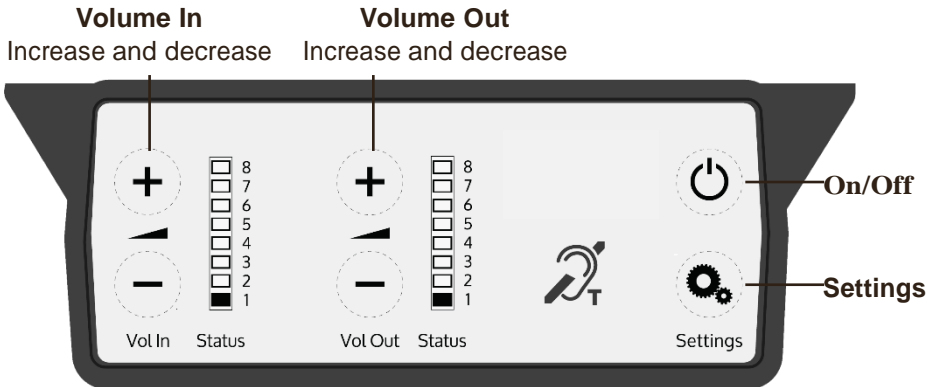 Volume In
Increase and decrease
Volume Out
Increase and decrease
8
7
6
5
4
3
2
1
8
7
6
5
4
3
2
1
On/Off
T
Settings
Vol In
Status
Vol Out
Status
Settings